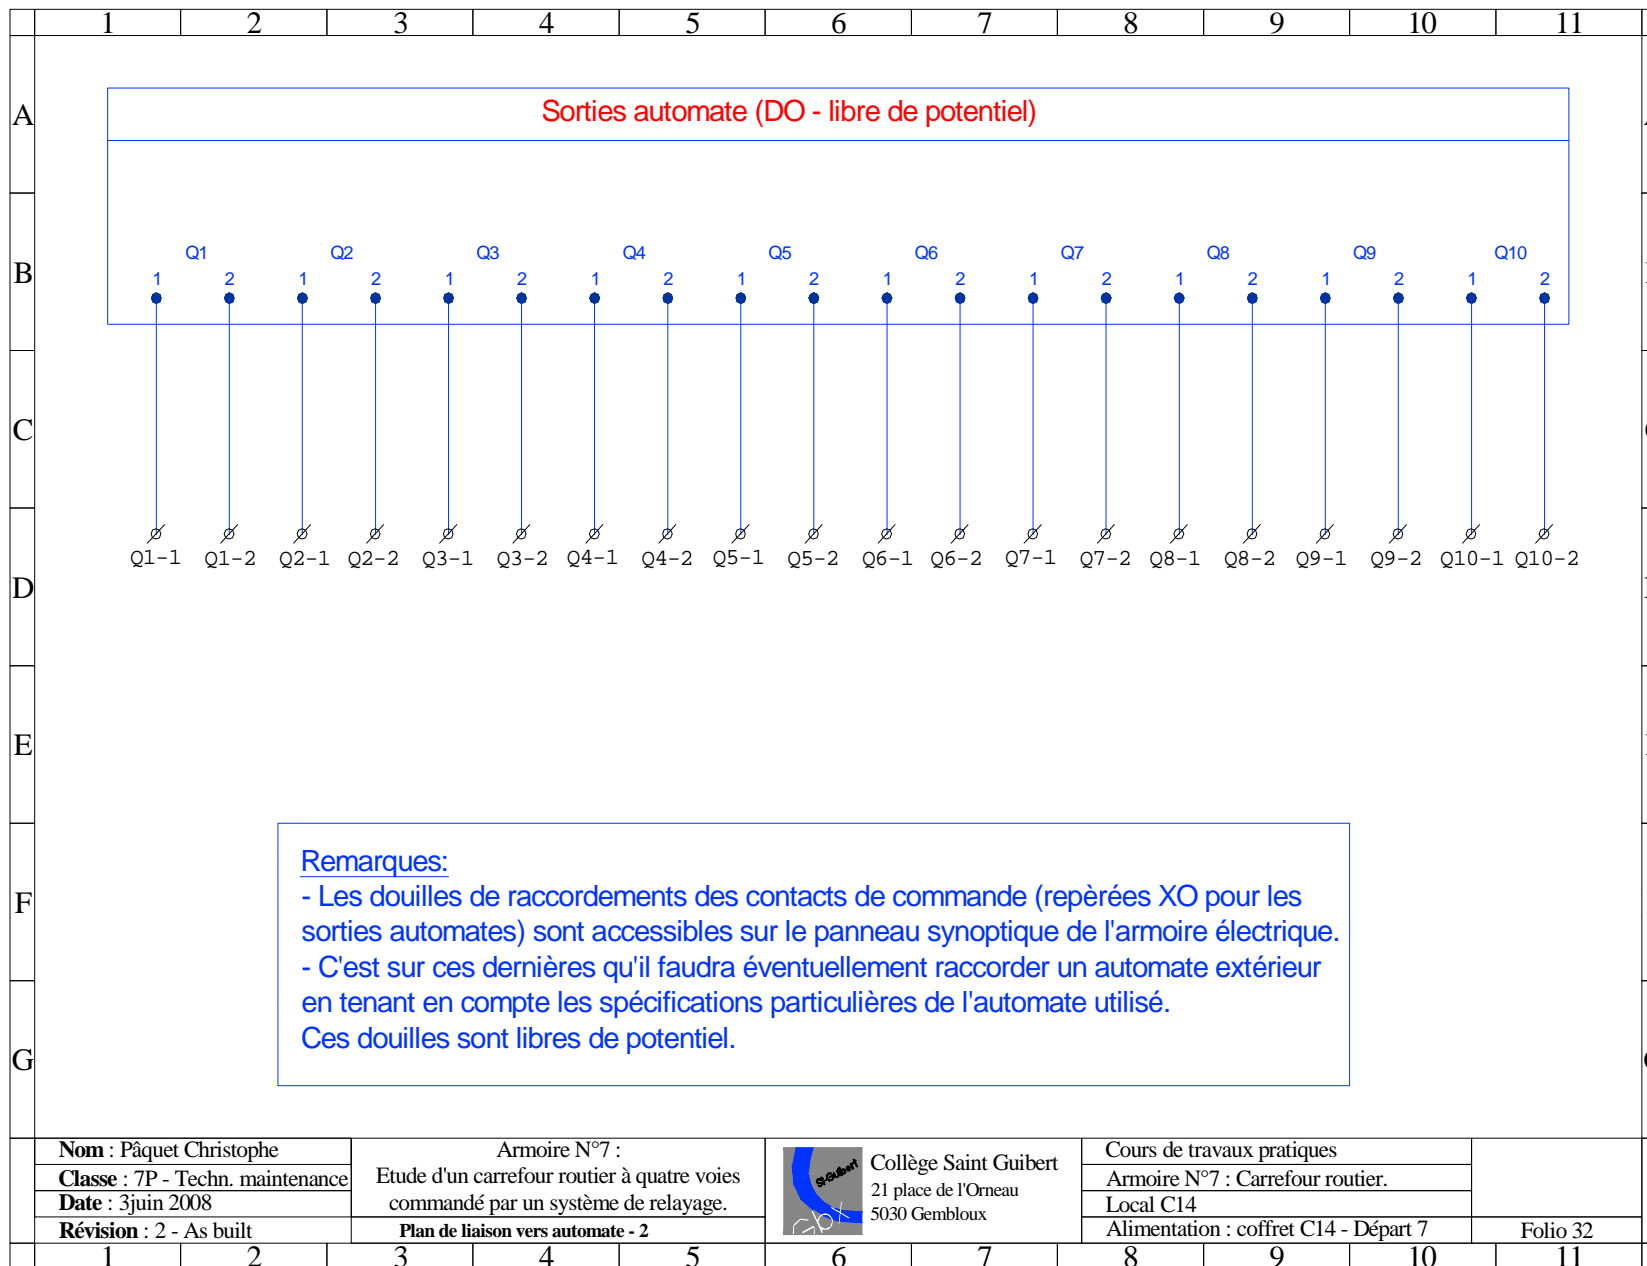 1 2 3 4 5 6 7 8 9 10 11
A
Sorties automate (DO - libre de potentiel)
Q1 Q2 Q3 Q4 Q5 Q6 Q7 Q8 Q9 Q10
B
1 2 1 2 1 2 1 2 1 2 1 2 1 2 1 2 1 2 1 2
C
Q1-1 Q1-2 Q2-1 Q2-2 Q3-1 Q3-2 Q4-1 Q4-2 Q5-1 Q5-2 Q6-1 Q6-2 Q7-1 Q7-2 Q8-1 Q8-2 Q9-1 Q9-2 Q10-1 Q10-2
D
E
Remarques:
F
- Les douilles de raccordements des contacts de commande (repèrées XO pour les
sorties automates) sont accessibles sur le panneau synoptique de l'armoire électrique.
- C'est sur ces dernières qu'il faudra éventuellement raccorder un automate extérieur
en tenant en compte les spécifications particulières de l'automate utilisé.
Ces douilles sont libres de potentiel.
G
Nom : Pâquet Christophe
Classe : 7P - Techn. maintenance
Date : 3juin 2008
Révision : 2 - As built
Armoire N°7 :
Etude d'un carrefour routier à quatre voies
commandé par un système de relayage.
Plan de liaison vers automate - 2
St-Guibert
Gbx
Collège Saint Guibert
21 place de l'Orneau
5030 Gembloux
Cours de travaux pratiques
Armoire N°7 : Carrefour routier.
Local C14
Alimentation : coffret C14 - Départ 7
Folio 32
1 2 3 4 5 6 7 8 9 10 11